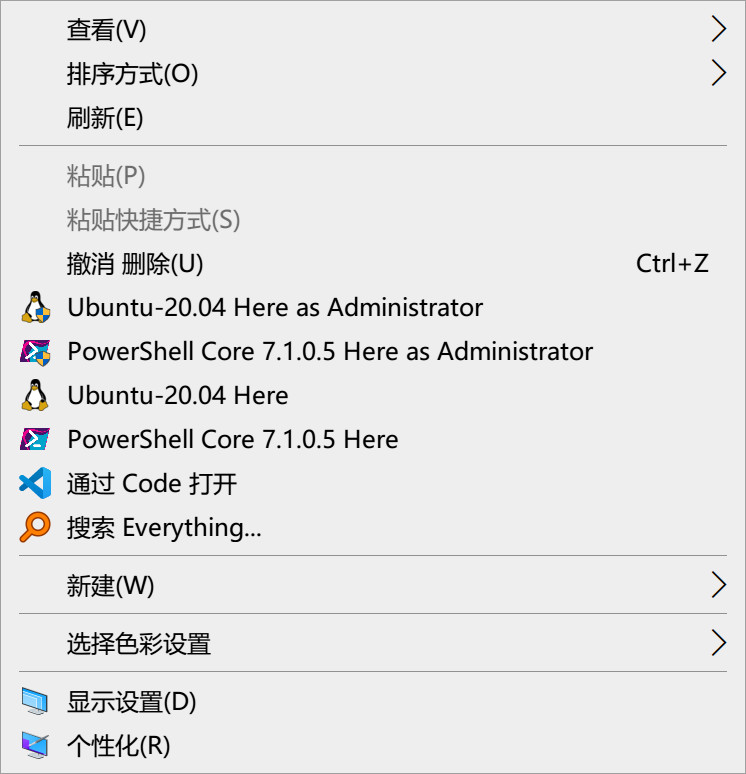 查看(V)
排序方式(O)
刷新(E)
粘贴(P)
粘贴快捷方式(S)
撤消 删除(U) Ctrl+Z
Ubuntu-20.04 Here as Administrator
PowerShell Core 7.1.0.5 Here as Administrator
Ubuntu-20.04 Here
PowerShell Core 7.1.0.5 Here
通过 Code 打开
搜索 Everything...
新建(W)
选择色彩设置
显示设置(D)
个性化(R)